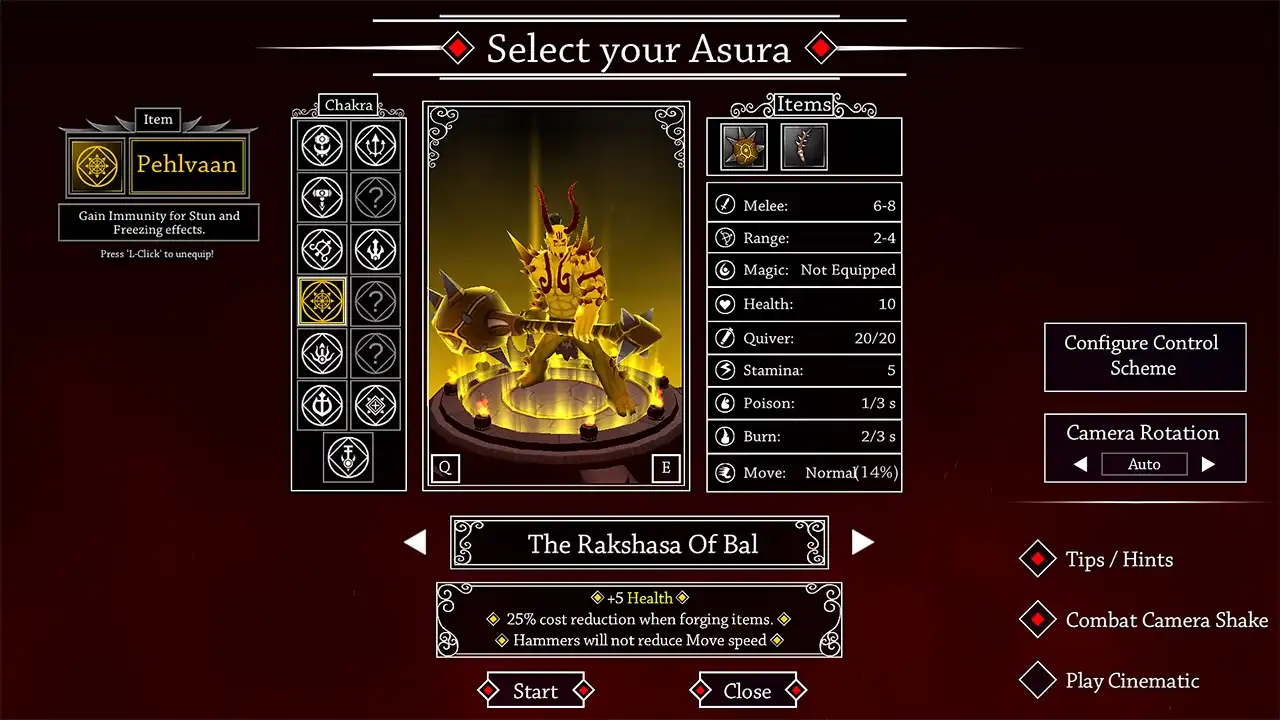 Select your Asura
Item
Pehlvaan
Gain Immunity for Stun and
Freezing effects.
Press 'L-Click' to unequip!
Chakra
?
?
?
Q
E
Items
Melee: 6-8
Range: 2-4
Magic: Not Equipped
Health: 10
Quiver: 20/20
Stamina: 5
Poison: 1/3 s
Burn: 2/3 s
Move: Normal(14%)
The Rakshasa Of Bal
+5 Health
25% cost reduction when forging items.
Hammers will not reduce Move speed
Start
Close
Configure Control
Scheme
Camera Rotation
Auto
Tips / Hints
Combat Camera Shake
Play Cinematic